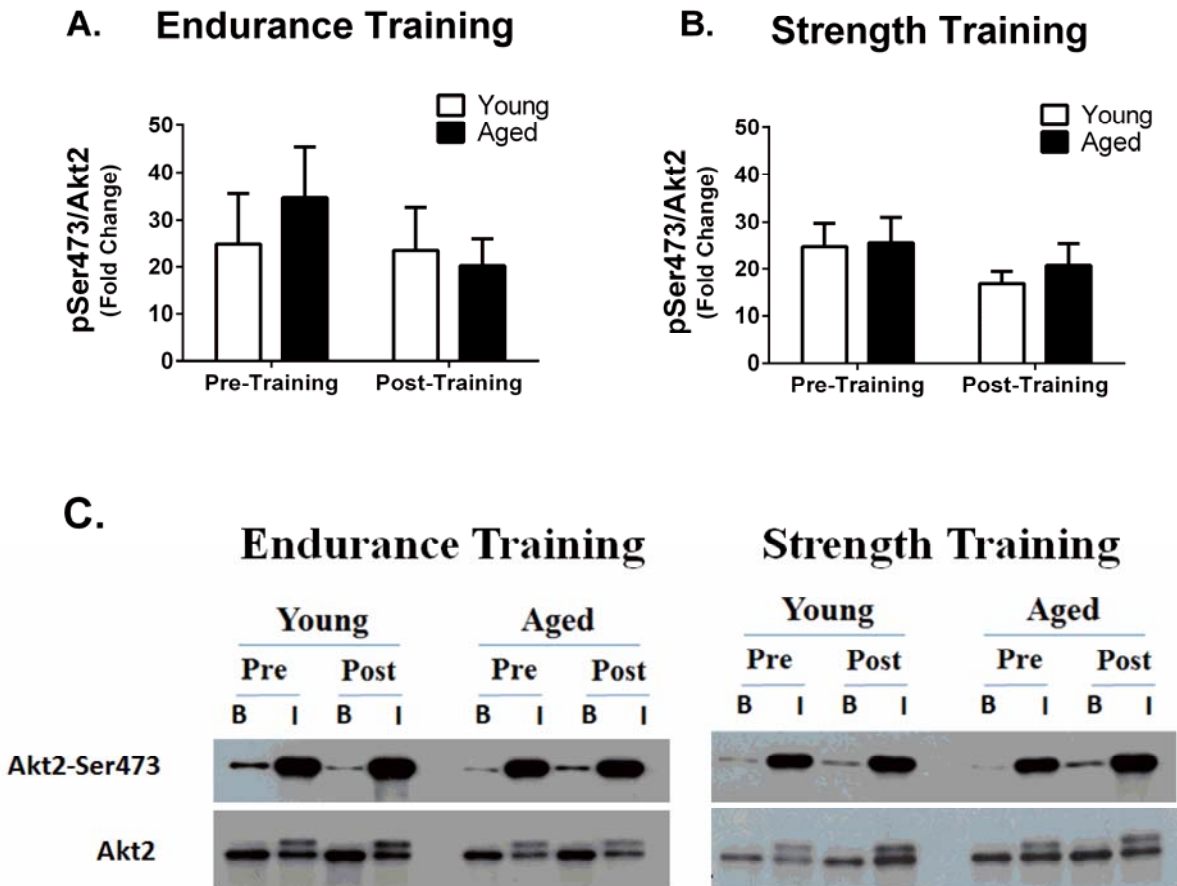 A. Endurance Training
Young
Aged
pSer473/Akt2
(Fold Change)
50
40
30
20
10
0
Pre-Training Post-Training
B. Strength Training
Young
Aged
pSer473/Akt2
(Fold Change)
50
40
30
20
10
0
Pre-Training Post-Training
C.
Endurance Training Strength Training
Young Aged Young Aged
Pre Post Pre Post Pre Post Pre Post
B I B I B I B I B I B I B I B I
Akt2-Ser473
Akt2